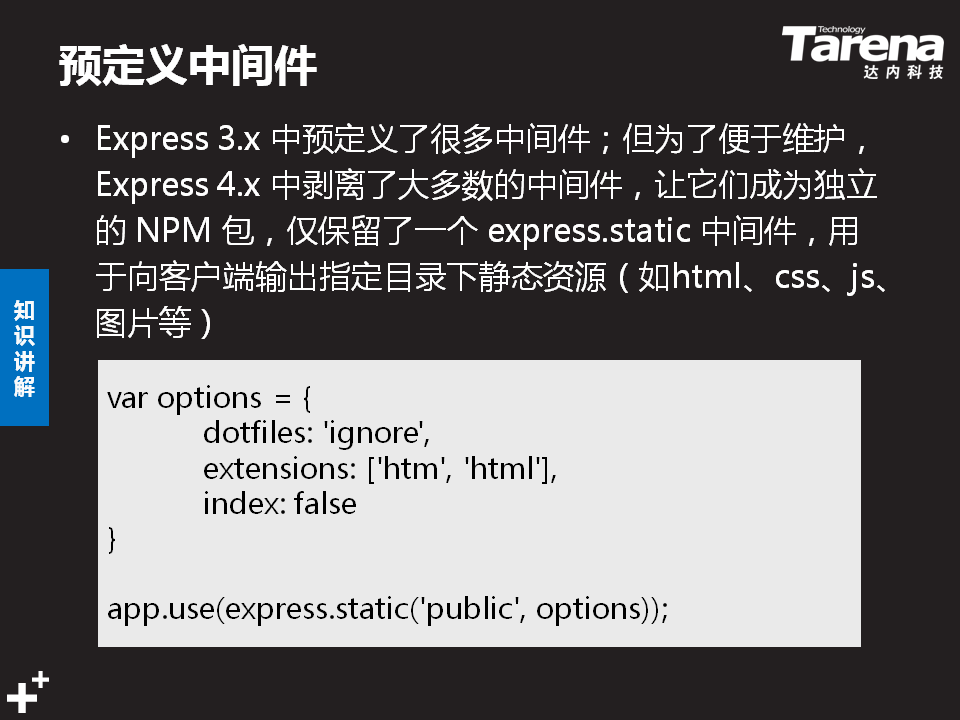 预定义中间件
Technology
Tarena
达内科技
• Express 3.x 中预定义了很多中间件；但为了便于维护，
Express 4.x 中剥离了大多数的中间件，让它们成为独立
的 NPM 包，仅保留了一个 express.static 中间件，用
于向客户端输出指定目录下静态资源（如html、css、js、
图片等）
知
识
讲
解
var options = {
dotfiles: 'ignore',
extensions: ['htm', 'html'],
index: false
}
app.use(express.static('public', options));